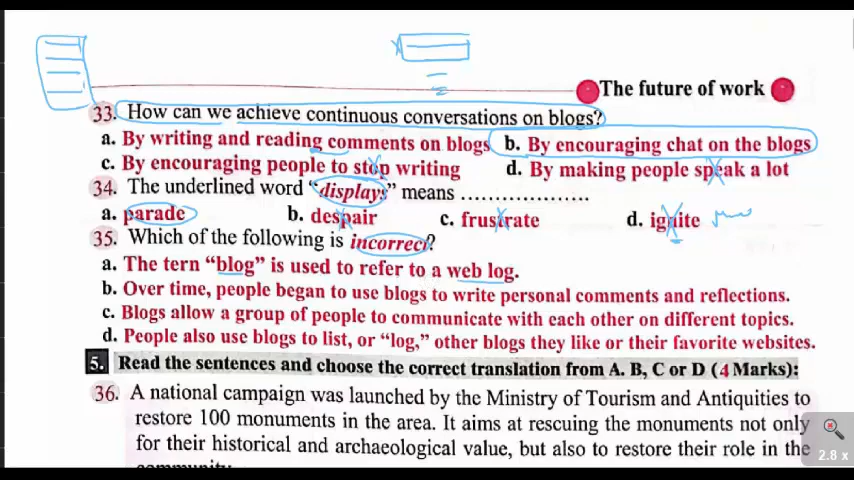 The future of work
33. How can we achieve continuous conversations on blogs?
a. By writing and reading comments on blogs b. By encouraging chat on the blogs
c. By encouraging people to stop writing d. By making people speak a lot
34. The underlined word "displays" means ...................
a. parade b. despair c. frustrate d. ignite
35. Which of the following is incorrect?
a. The tern "blog" is used to refer to a web log.
b. Over time, people began to use blogs to write personal comments and reflections.
c. Blogs allow a group of people to communicate with each other on different topics.
d. People also use blogs to list, or "log," other blogs they like or their favorite websites.
5. Read the sentences and choose the correct translation from A. B, C or D (4 Marks):
36. A national campaign was launched by the Ministry of Tourism and Antiquities to
restore 100 monuments in the area. It aims at rescuing the monuments not only
for their historical and archaeological value, but also to restore their role in the
community.
2.8 x